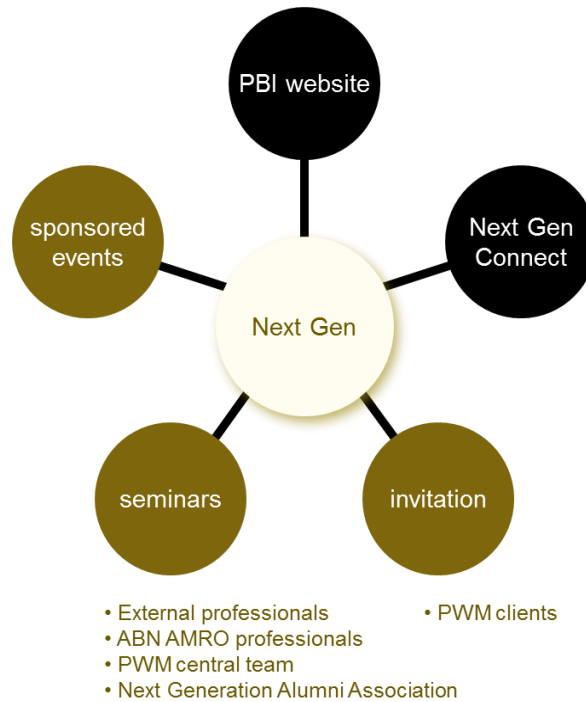 PBI website
sponsored
events
Next Gen
Connect
Next Gen
seminars
invitation
• External professionals
• ABN AMRO professionals
• PWM central team
• Next Generation Alumni Association
• PWM clients